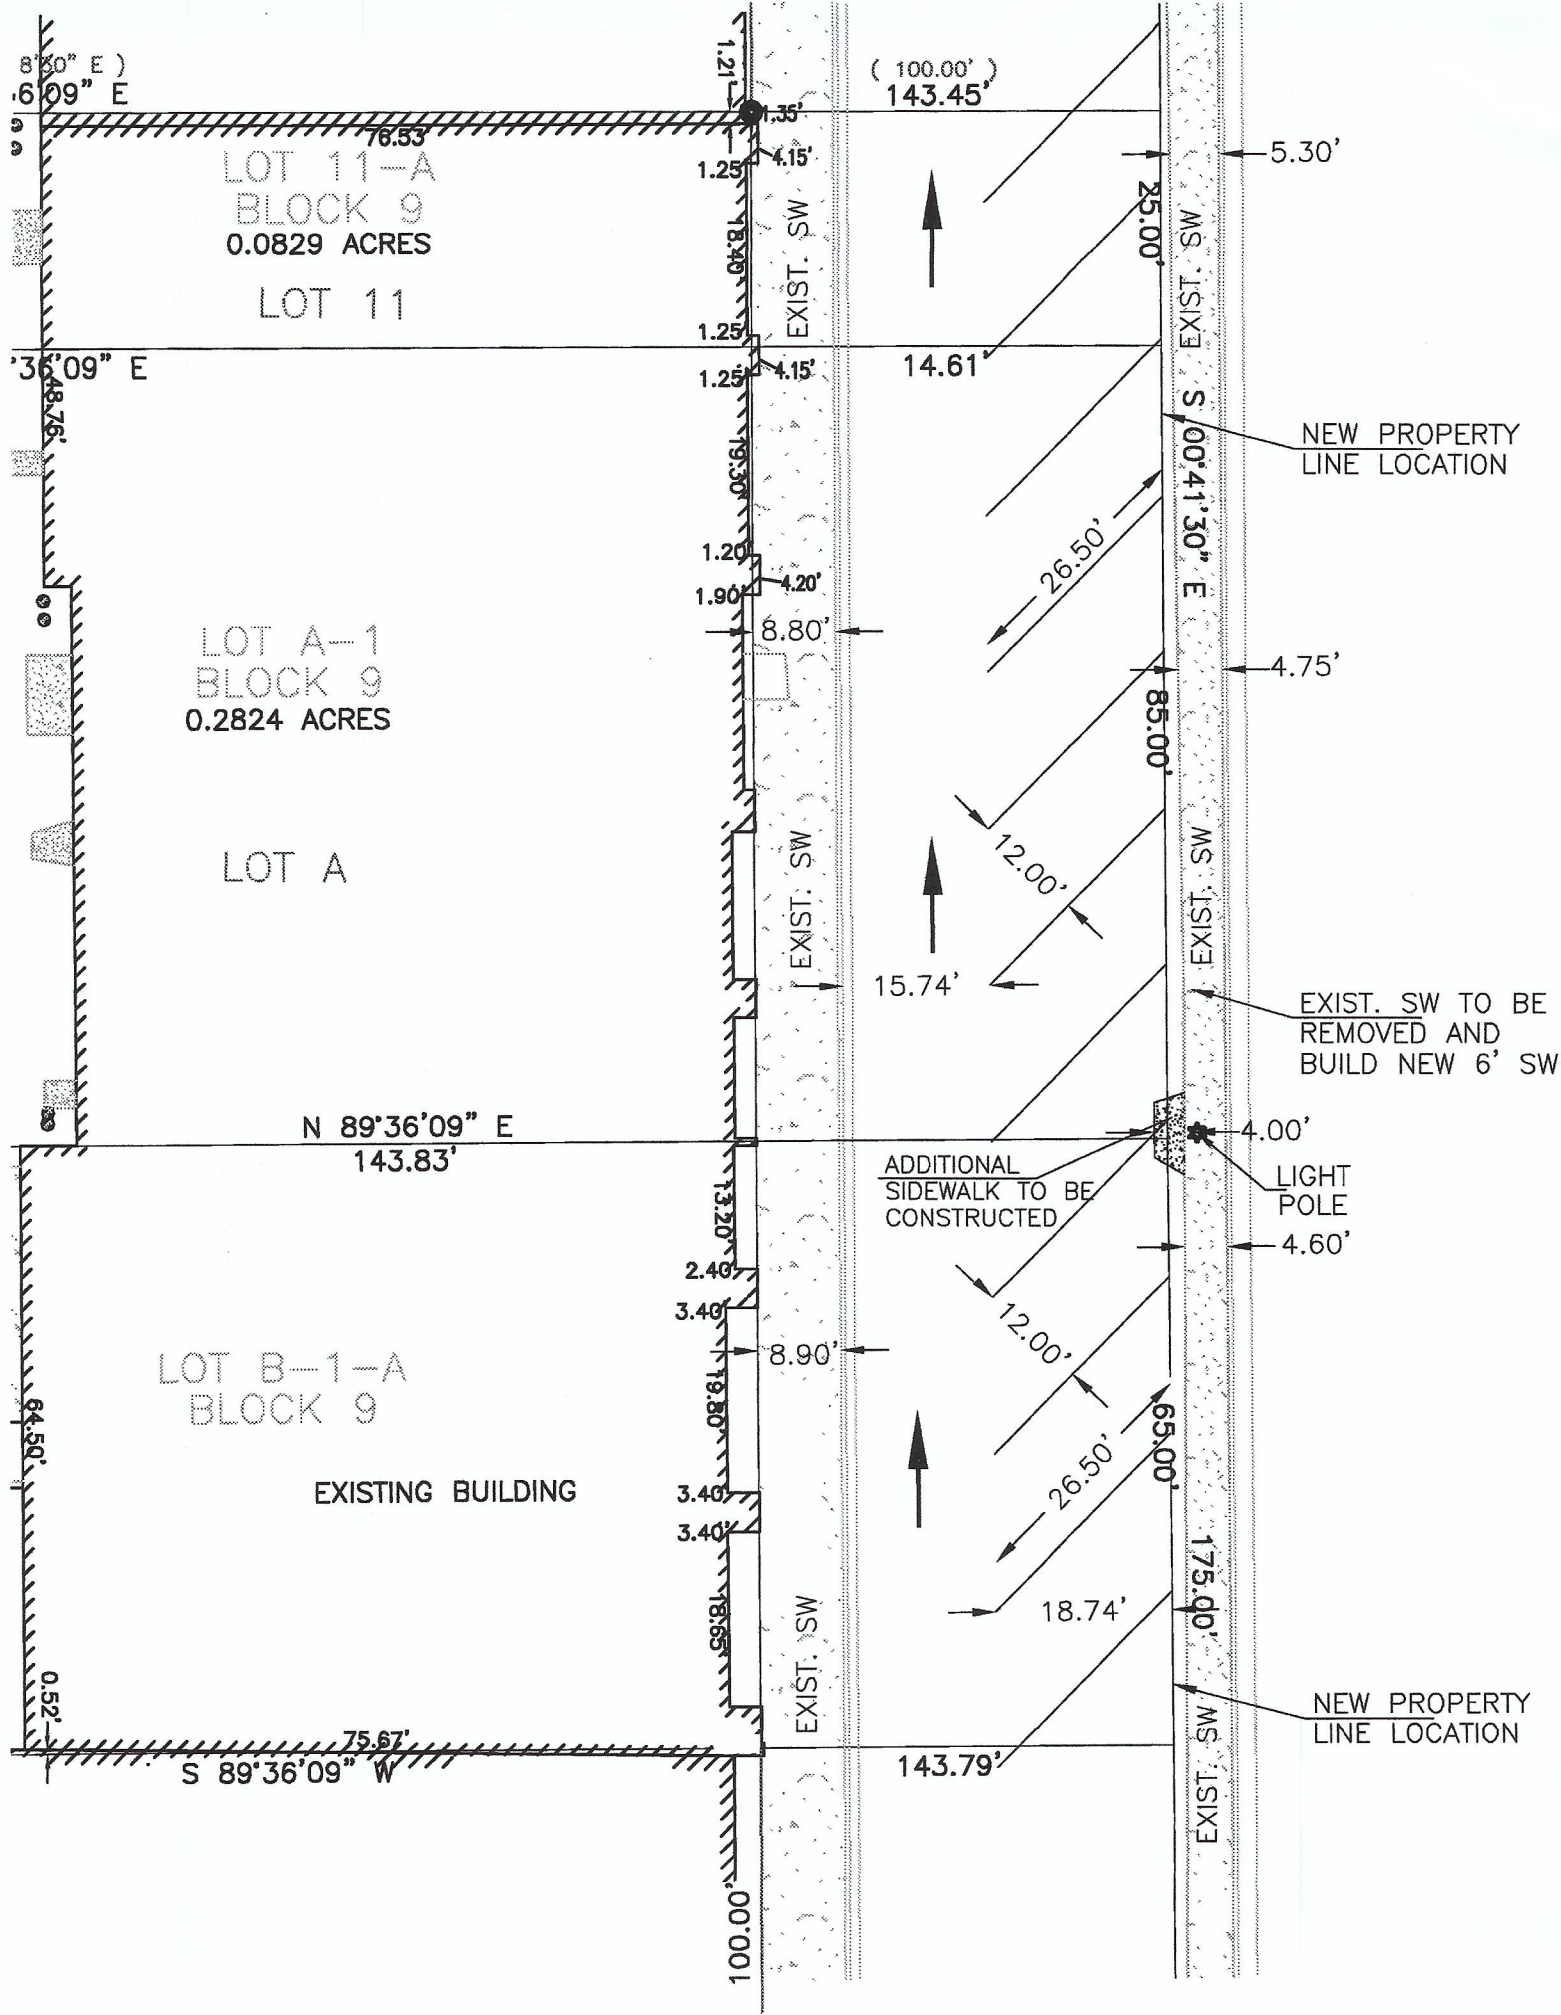 8'30" E )
6'09" E
76.53'
1.21'
1.35'
( 100.00' )
143.45'
5.30'
LOT 11-A
BLOCK 9
0.0829 ACRES
LOT 11
1.25'
4.15'
18.40'
EXIST. SW
25.00'
EXIST. SW
1.25'
4.15'
1.25'
14.61'
'36'09" E
48.76'
19.30'
S 00°41'30" E
NEW PROPERTY
LINE LOCATION
26.50'
1.20'
4.20'
1.90'
8.80'
LOT A-1
BLOCK 9
0.2824 ACRES
4.75'
85.00'
LOT A
EXIST. SW
12.00'
EXIST. SW
15.74'
EXIST. SW TO BE
REMOVED AND
BUILD NEW 6' SW
N 89°36'09" E
143.83'
4.00'
ADDITIONAL
SIDEWALK TO BE
CONSTRUCTED
LIGHT
POLE
13.20'
4.60'
2.40'
3.40'
12.00'
8.90'
LOT B-1-A
BLOCK 9
19.80'
64.50'
65.00'
26.50'
EXISTING BUILDING
3.40'
3.40'
175.00'
18.65'
EXIST. SW
18.74'
0.52'
NEW PROPERTY
LINE LOCATION
EXIST. SW
75.67'
S 89°36'09" W
143.79'
100.00'